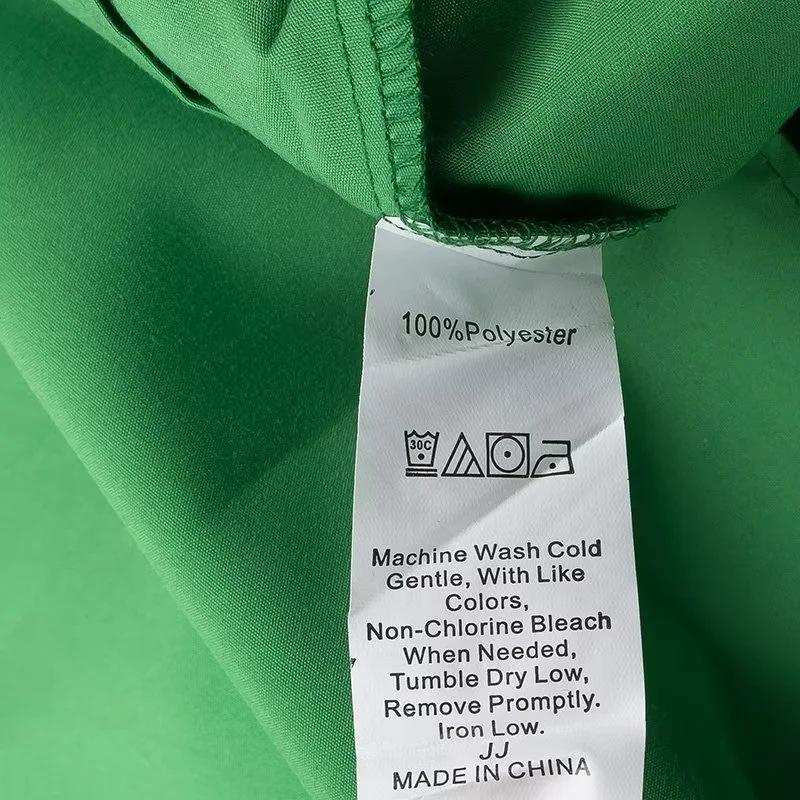 100%Polyester
30C
Machine Wash Cold
Gentle, With Like
Colors,
Non-Chlorine Bleach
When Needed,
Tumble Dry Low,
Remove Promptly.
Iron Low.
JJ
MADE IN CHINA